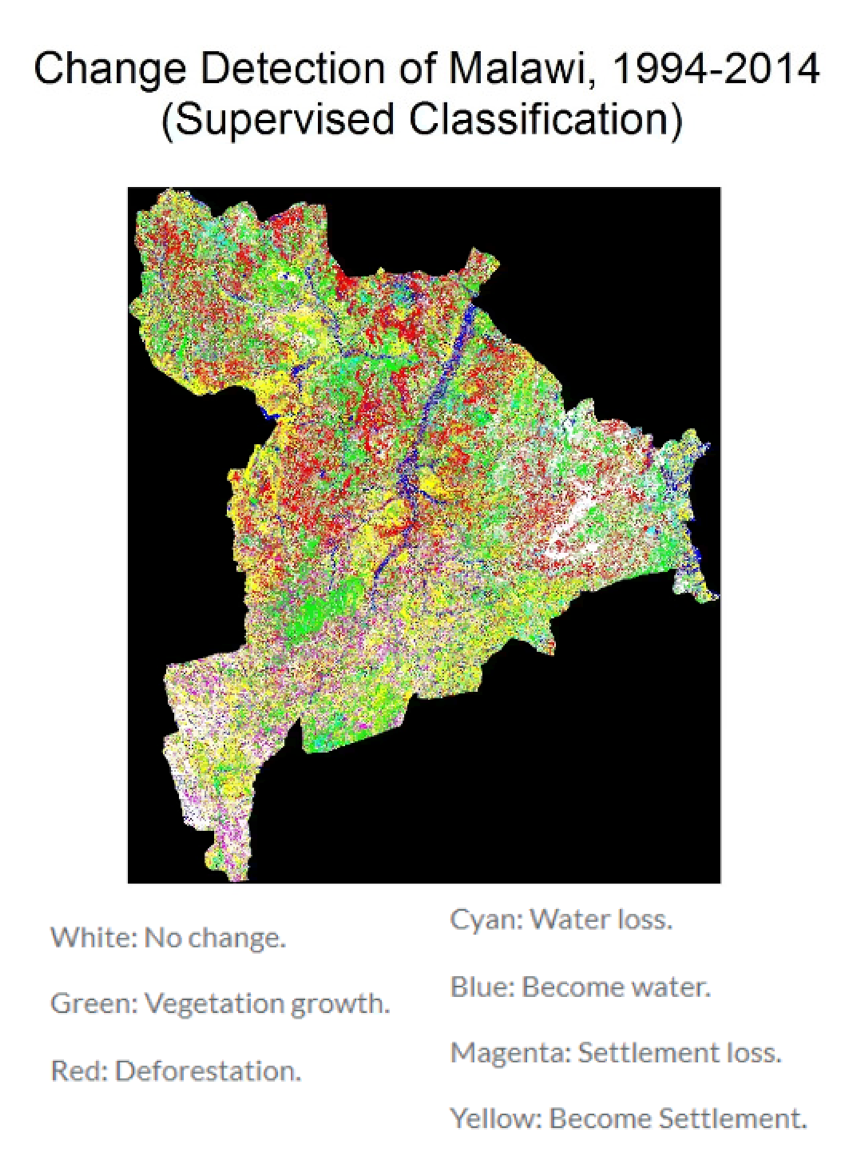 Change Detection of Malawi, 1994-2014
(Supervised Classification)
White: No change.
Green: Vegetation growth.
Red: Deforestation.
Cyan: Water loss.
Blue: Become water.
Magenta: Settlement loss.
Yellow: Become Settlement.